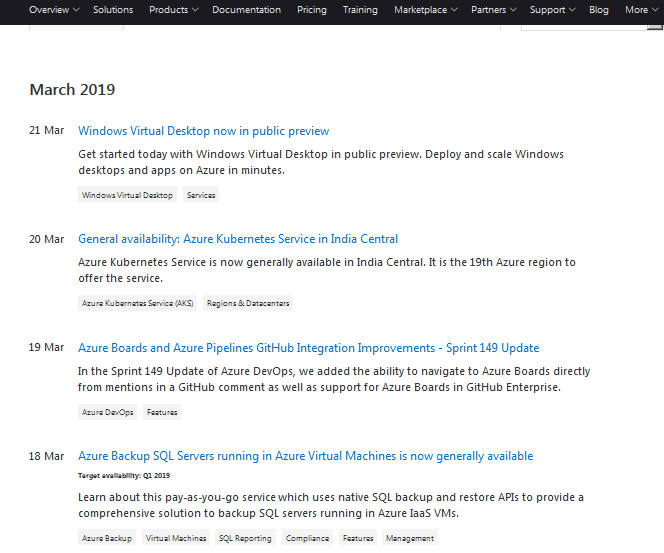 Overview Solutions Products Documentation Pricing Training Marketplace Partners Support Blog More
March 2019
21 Mar Windows Virtual Desktop now in public preview
Get started today with Windows Virtual Desktop in public preview. Deploy and scale Windows
desktops and apps on Azure in minutes.
Windows Virtual Desktop Services
20 Mar General availability: Azure Kubernetes Service in India Central
Azure Kubernetes Service is now generally available in India Central. It is the 19th Azure region to
offer the service.
Azure Kubernetes Service (AKS) Regions & Datacenters
19 Mar Azure Boards and Azure Pipelines GitHub Integration Improvements - Sprint 149 Update
In the Sprint 149 Update of Azure DevOps, we added the ability to navigate to Azure Boards directly
from mentions in a GitHub comment as well as support for Azure Boards in GitHub Enterprise.
Azure DevOps Features
18 Mar Azure Backup SQL Servers running in Azure Virtual Machines is now generally available
Target availability: Q1 2019
Learn about this pay-as-you-go service which uses native SQL backup and restore APIs to provide a
comprehensive solution to backup SQL servers running in Azure IaaS VMs.
Azure Backup Virtual Machines SQL Reporting Compliance Features Management